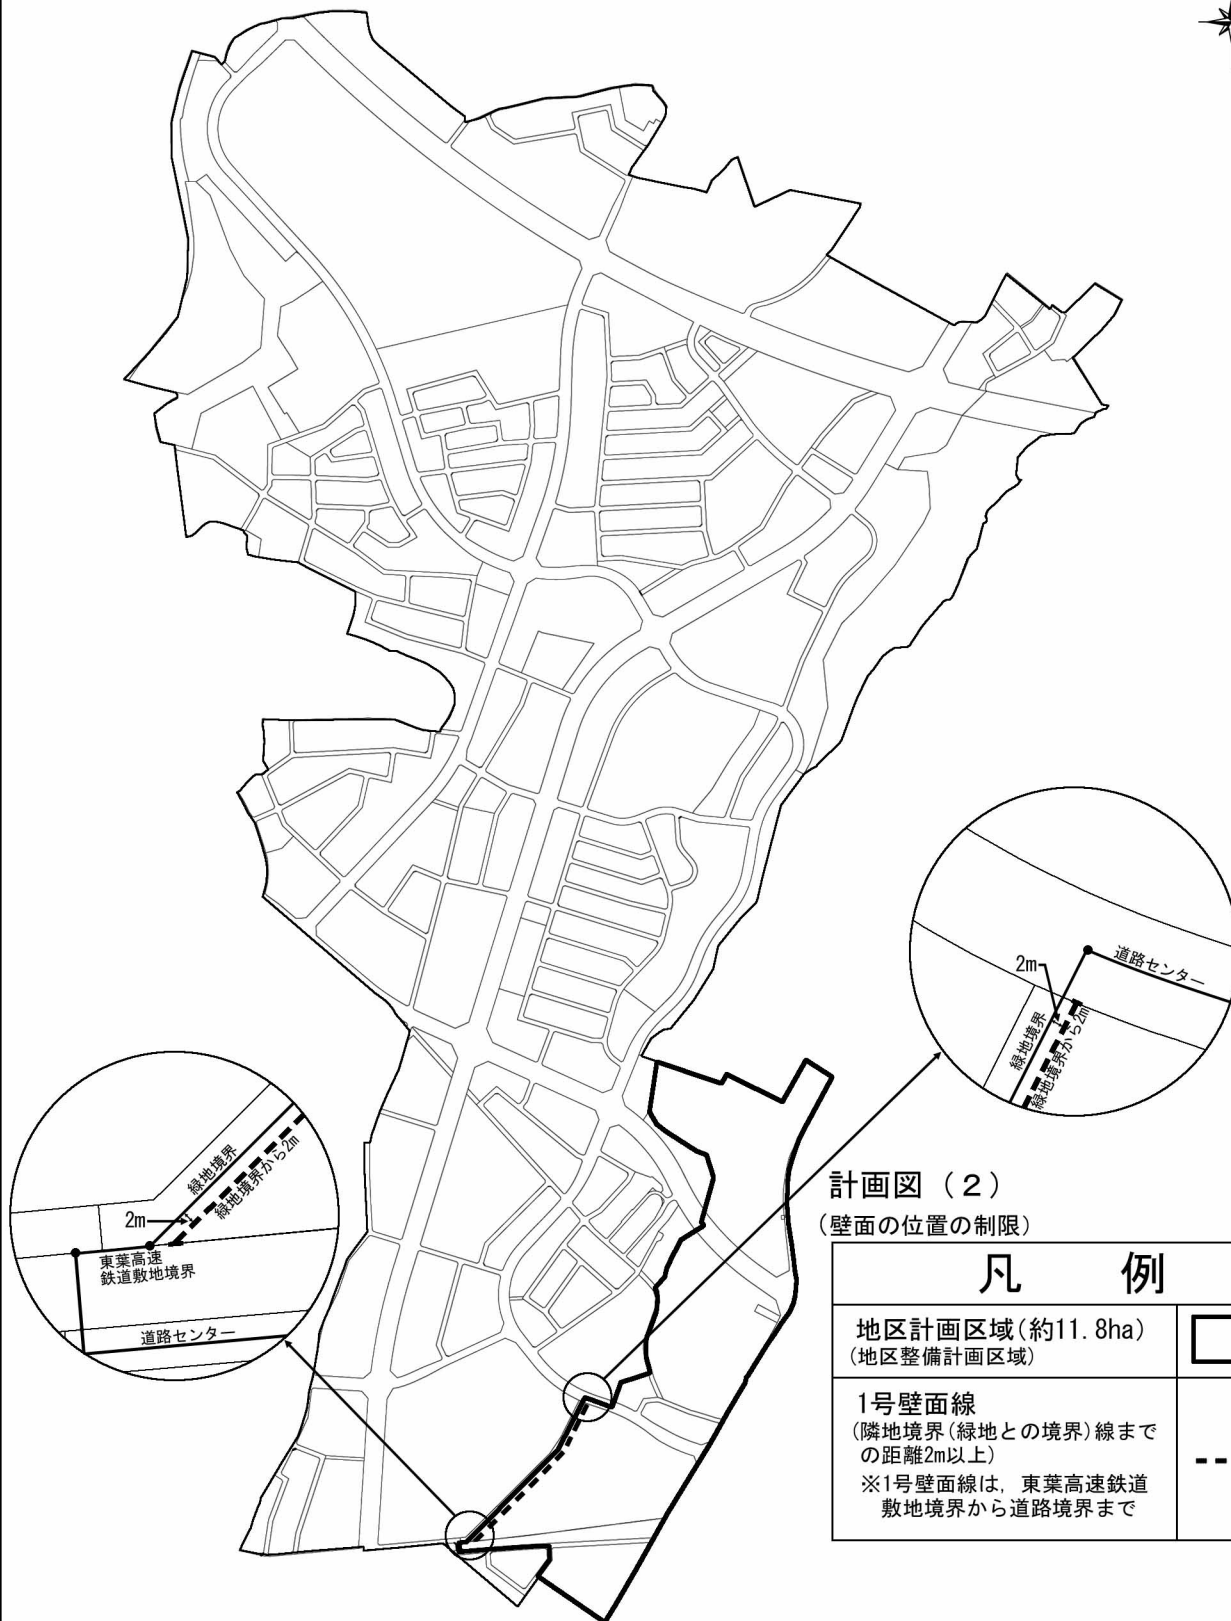 道路センター
2m
緑地境界
緑地境界から2m
緑地境界
緑地境界から2m
2m
東葉高速
鉄道敷地境界
道路センター
計画図（２）
（壁面の位置の制限）
凡　例
地区計画区域(約11.8ha)
(地区整備計画区域)
1号壁面線
(隣地境界(緑地との境界)線まで
の距離2m以上)
※1号壁面線は，東葉高速鉄道
敷地境界から道路境界まで